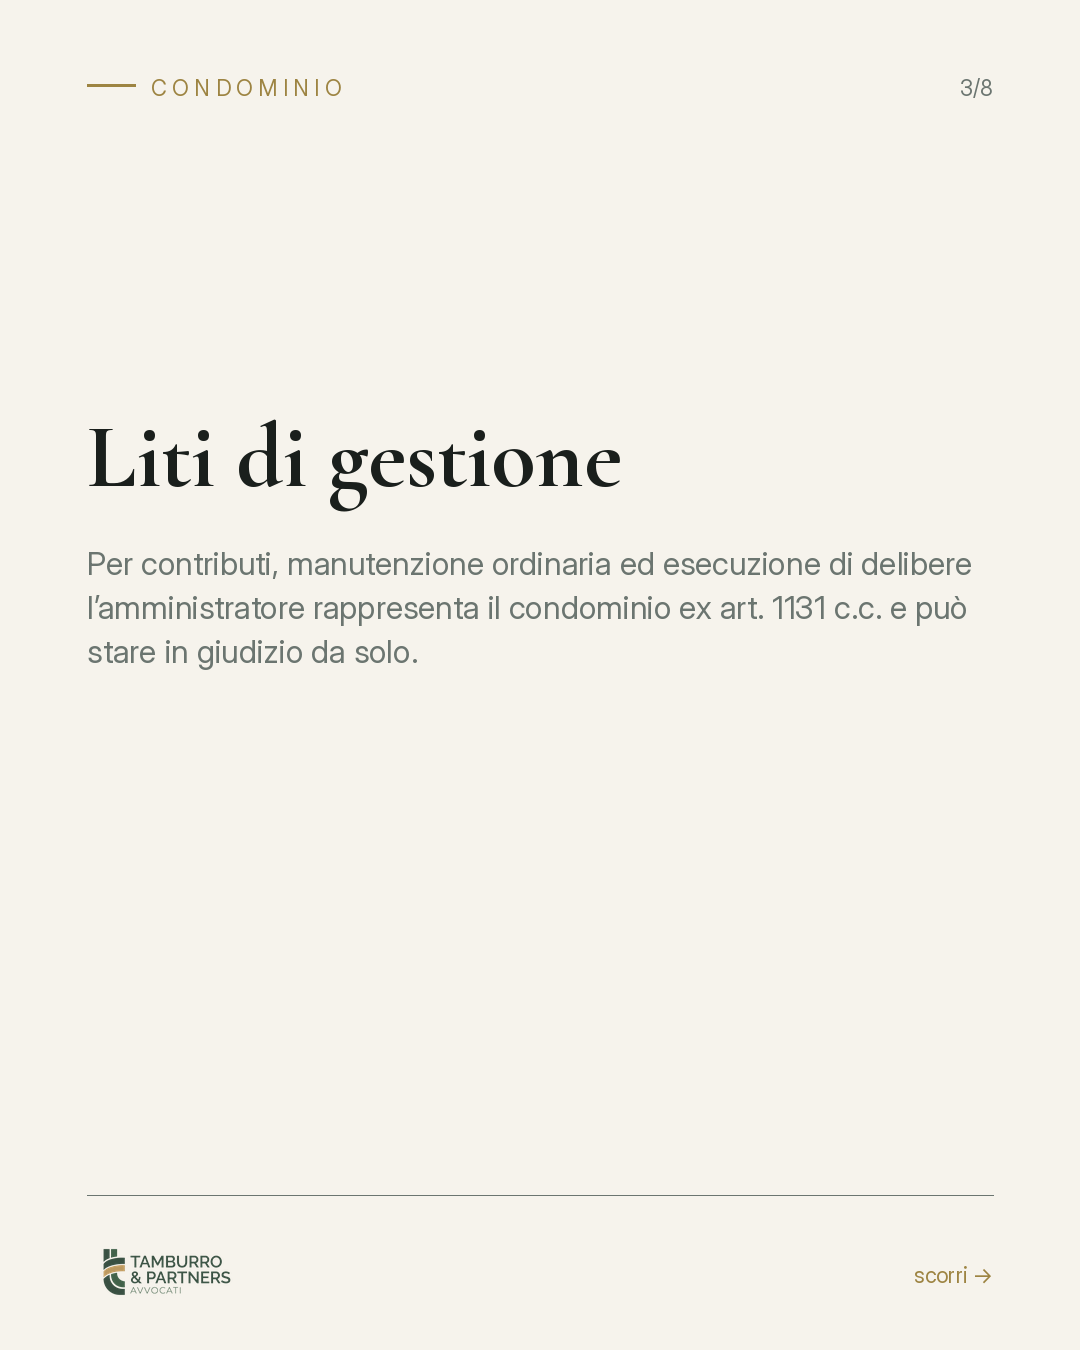 CONDOMINIO
3/8
Liti di gestione
Per contributi, manutenzione ordinaria ed esecuzione di delibere
l’amministratore rappresenta il condominio ex art. 1131 c.c. e può
stare in giudizio da solo.
TAMBURRO
& PARTNERS
AVVOCATI
scorri →